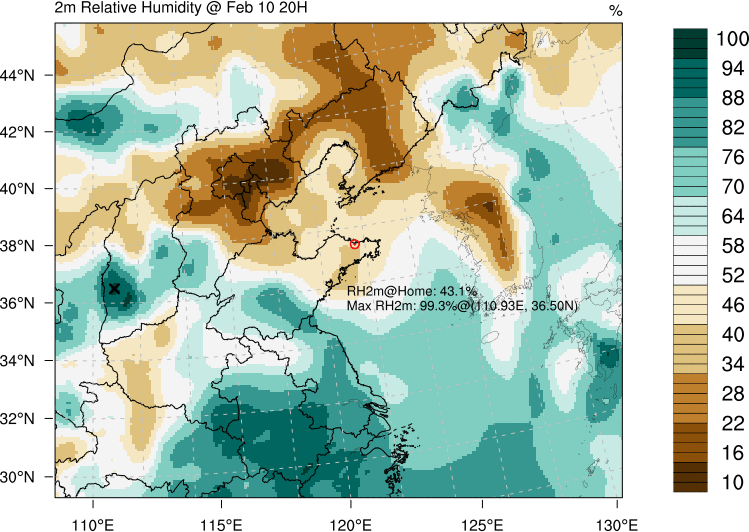 2m Relative Humidity @ Feb 10 20H
%
100
94
88
82
76
70
64
58
52
46
40
34
28
22
16
10
44°N
42°N
40°N
38°N
36°N
34°N
32°N
30°N
RH2m@Home: 43.1%
Max RH2m: 99.3%@(110.93E, 36.50N)
110°E
115°E
120°E
125°E
130°E